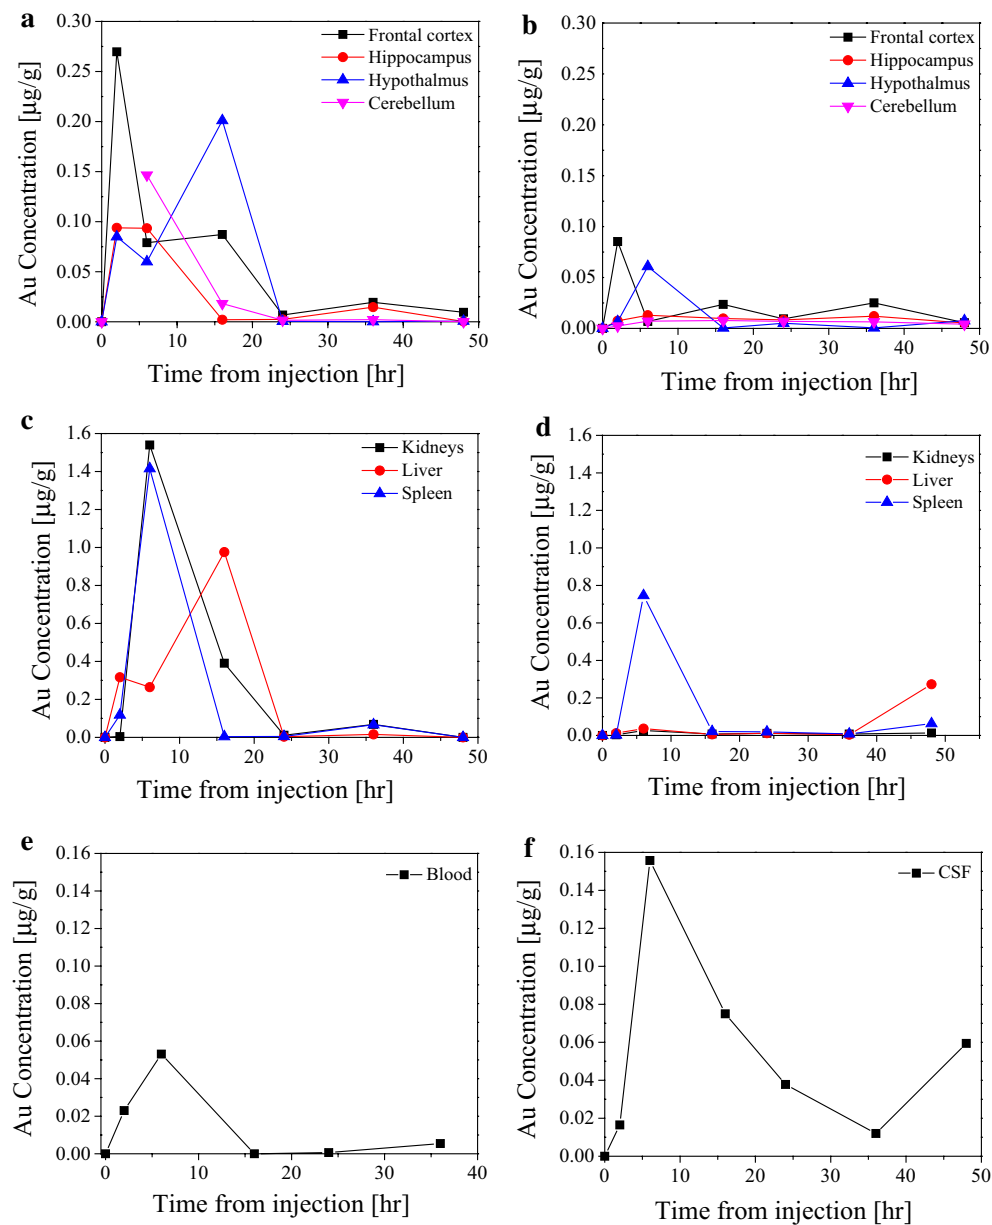 a
0.30
0.25
0.20
0.15
0.10
0.05
0.00
Au Concentration [µg/g]
Frontal cortex
Hippocampus
Hypothalmus
Cerebellum
0 10 20 30 40 50
Time from injection [hr]
b
0.30
0.25
0.20
0.15
0.10
0.05
0.00
Au Concentration [µg/g]
Frontal cortex
Hippocampus
Hypothalmus
Cerebellum
0 10 20 30 40 50
Time from injection [hr]
c
1.6
1.4
1.2
1.0
0.8
0.6
0.4
0.2
0.0
Au Concentration [µg/g]
Kidneys
Liver
Spleen
0 10 20 30 40 50
Time from injection [hr]
d
1.6
1.4
1.2
1.0
0.8
0.6
0.4
0.2
0.0
Au Concentration [µg/g]
Kidneys
Liver
Spleen
0 10 20 30 40 50
Time from injection [hr]
e
0.16
0.14
0.12
0.10
0.08
0.06
0.04
0.02
0.00
Au Concentration [µg/g]
Blood
0 10 20 30 40
Time from injection [hr]
f
0.16
0.14
0.12
0.10
0.08
0.06
0.04
0.02
0.00
Au Concentration [µg/g]
CSF
0 10 20 30 40 50
Time from injection [hr]